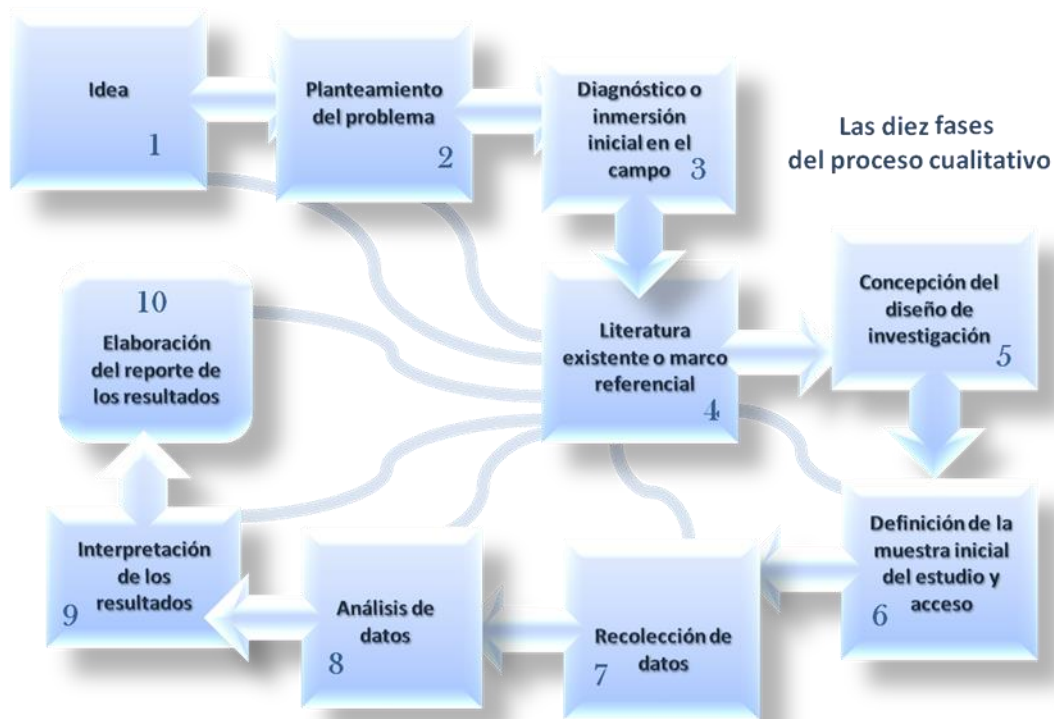 Idea
1
Planteamiento
del problema
2
Diagnóstico o
inmersión
inicial en el
campo
3
Las diez fases
del proceso cualitativo
Literatura
existente o marco
referencial
4
Concepción del
diseño de
investigación
5
Definición de la
muestra inicial
del estudio y
acceso
6
Recolección de
datos
7
Análisis de
datos
8
Interpretación
de los
resultados
9
10
Elaboración
del reporte de
los resultados